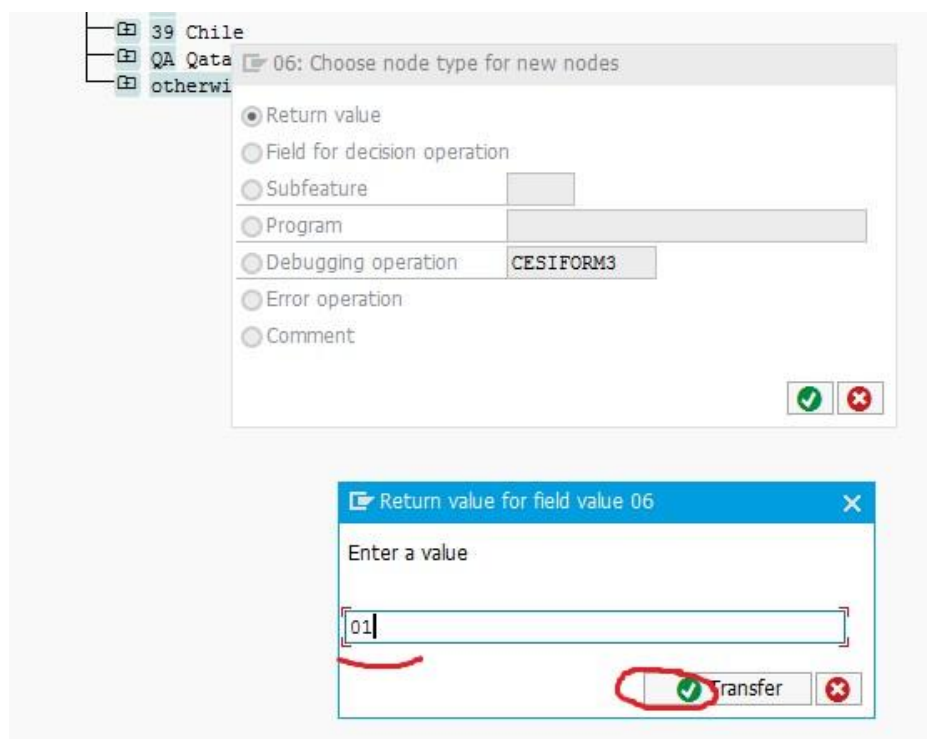 39 Chile
QA Qata
otherwi
06: Choose node type for new nodes
Return value
Field for decision operation
Subfeature
Program
Debugging operation CESIFORM3
Error operation
Comment
Return value for field value 06
Enter a value
01
Transfer